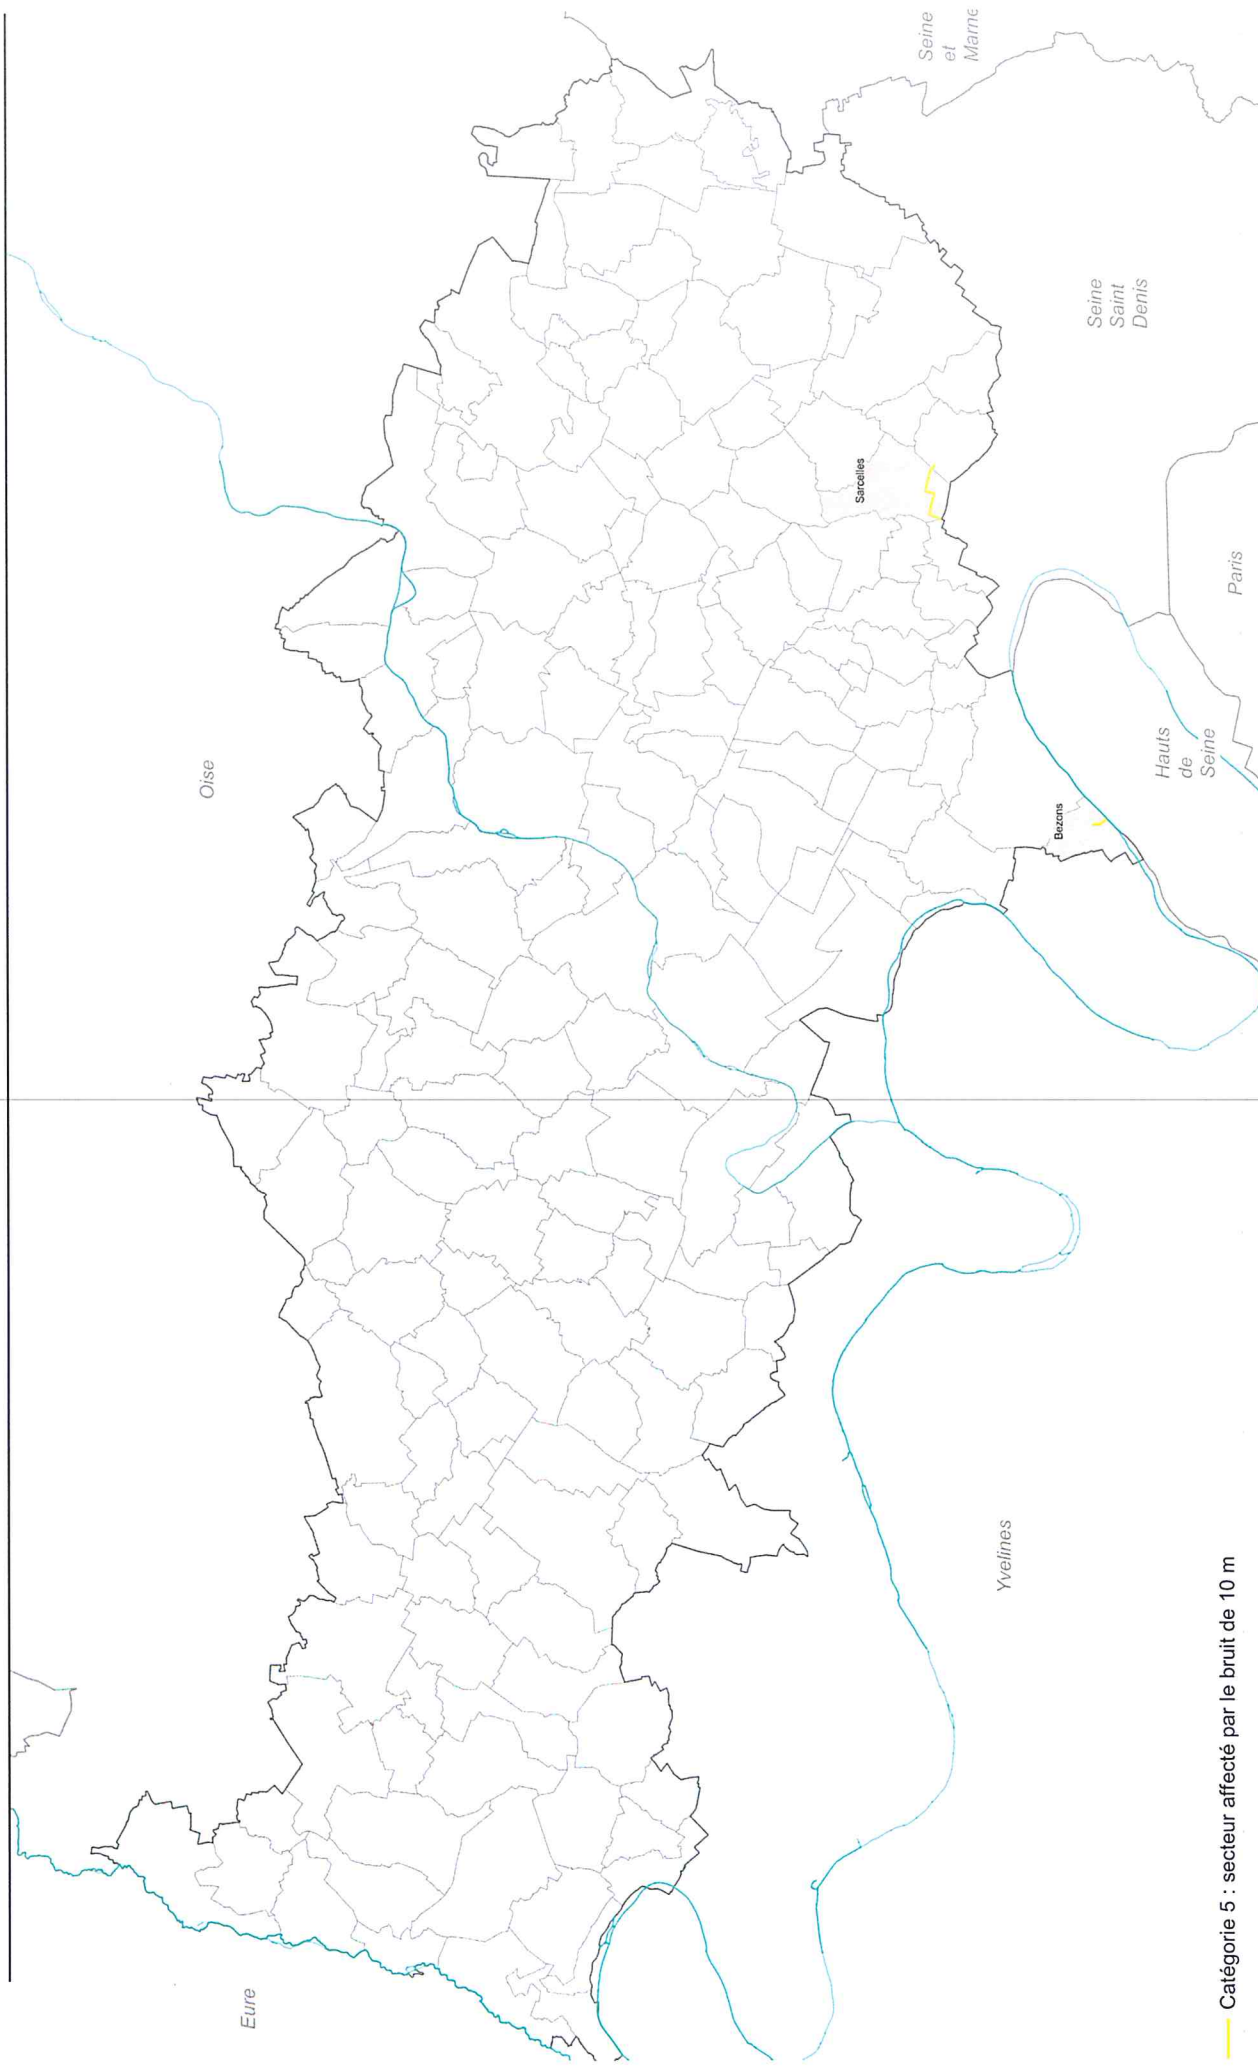 Oise
Eure
Yvelines
Sarcelles
Bezons
Hauts
de
Seine
Paris
Seine
Saint
Denis
Seine
et
Marne
Catégorie 5 : secteur affecté par le bruit de 10 m